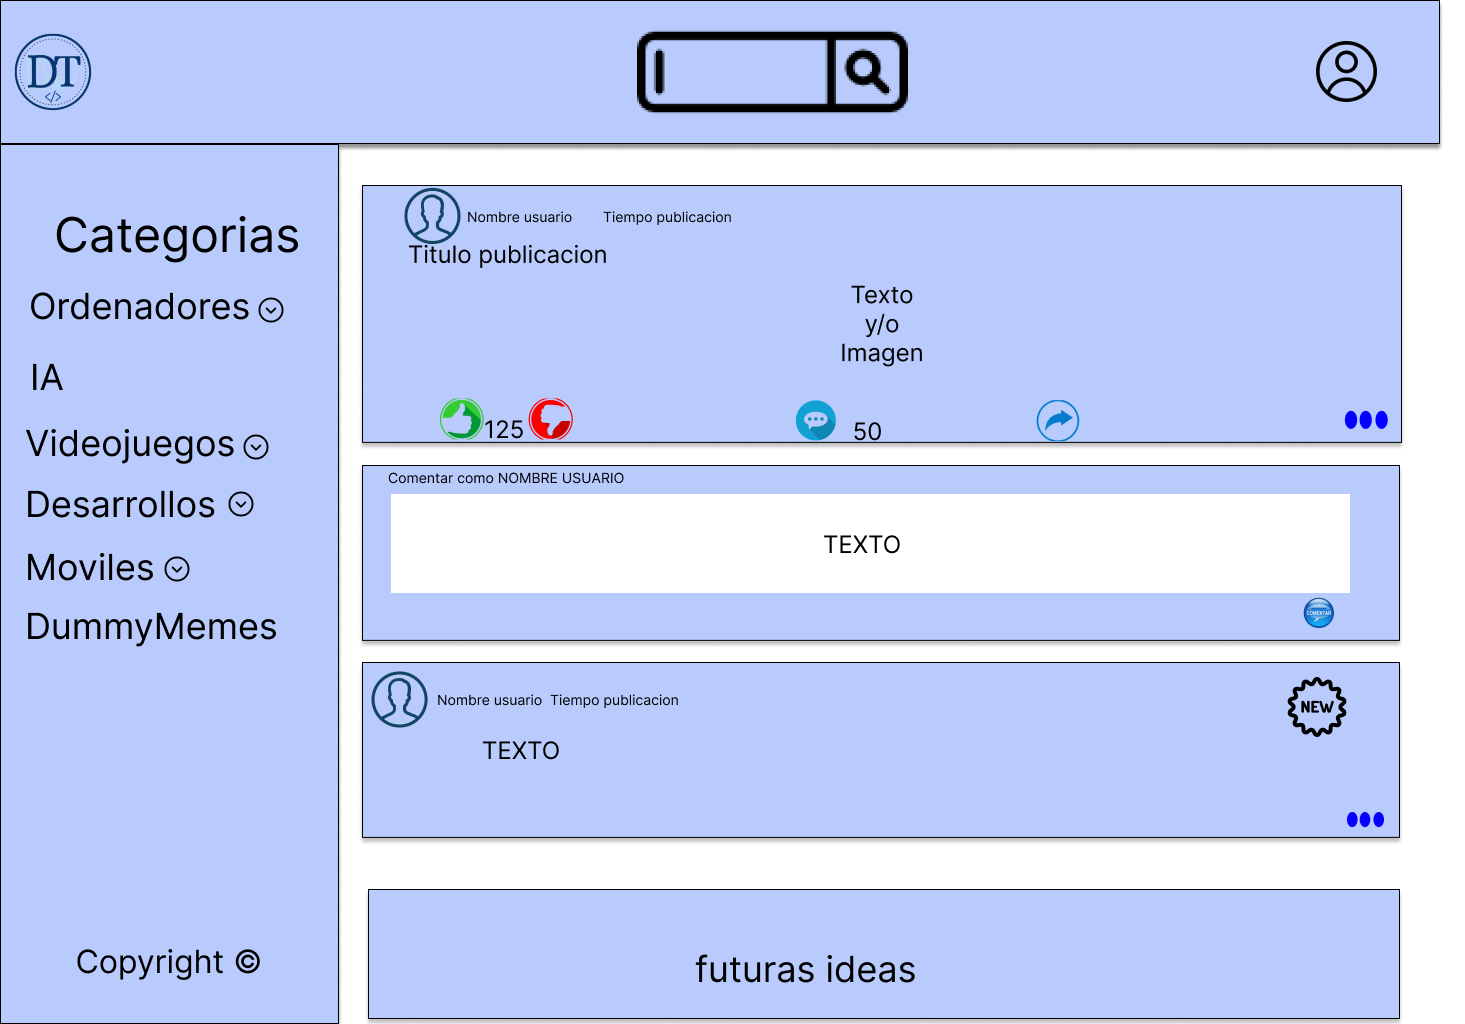 DT
</>
Categorias
Ordenadores
IA
Videojuegos
Desarrollos
Moviles
DummyMemes
Copyright ©
Nombre usuario Tiempo publicacion
Titulo publicacion
Texto
y/o
Imagen
125
50
Comentar como NOMBRE USUARIO
TEXTO
COMENTAR
Nombre usuario Tiempo publicacion
NEW
TEXTO
futuras ideas